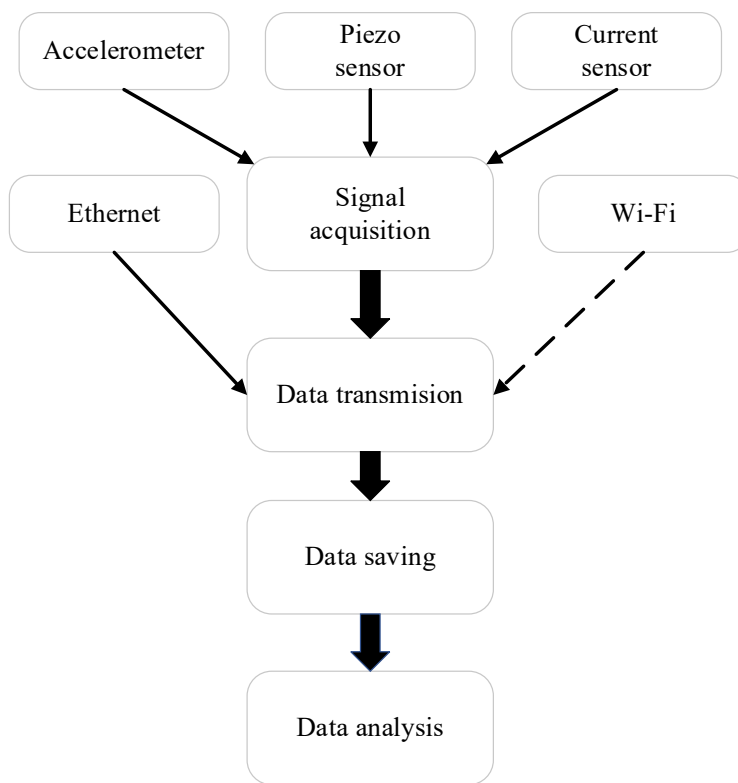 Accelerometer
Piezo
sensor
Current
sensor
Ethernet
Signal
acquisition
Wi-Fi
Data transmision
Data saving
Data analysis